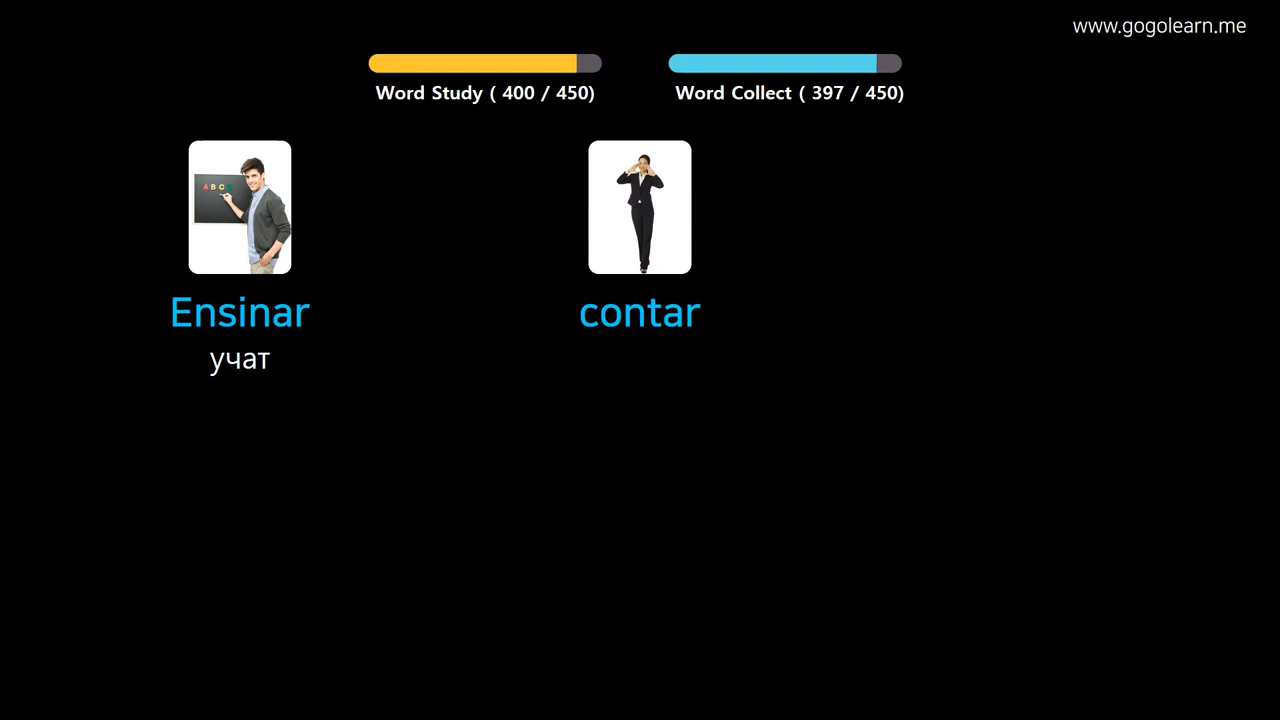 www.gogolearn.me
Word Study ( 400 / 450)
Word Collect ( 397 / 450)
A B C
Ensinar
contar
учат